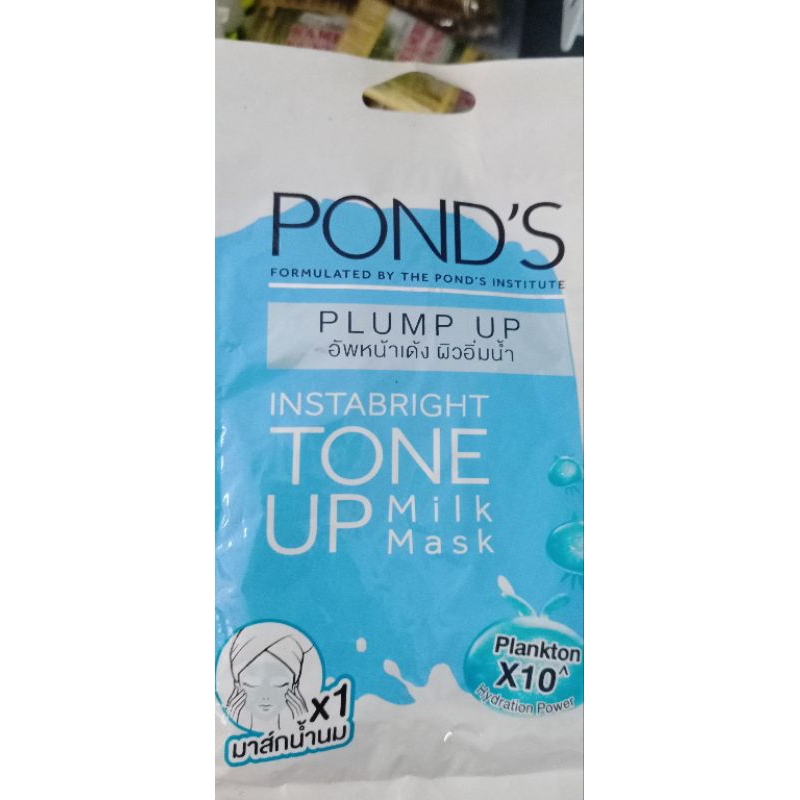 POND'S
FORMULATED BY THE POND'S INSTITUTE
PLUMP UP
อัพหน้าเด้ง ผิวอิ่มน้ำ
INSTABRIGHT
TONE
UP Milk
Mask
Plankton
X10^
Hydration Power
x1
มาส์กน้ำนม